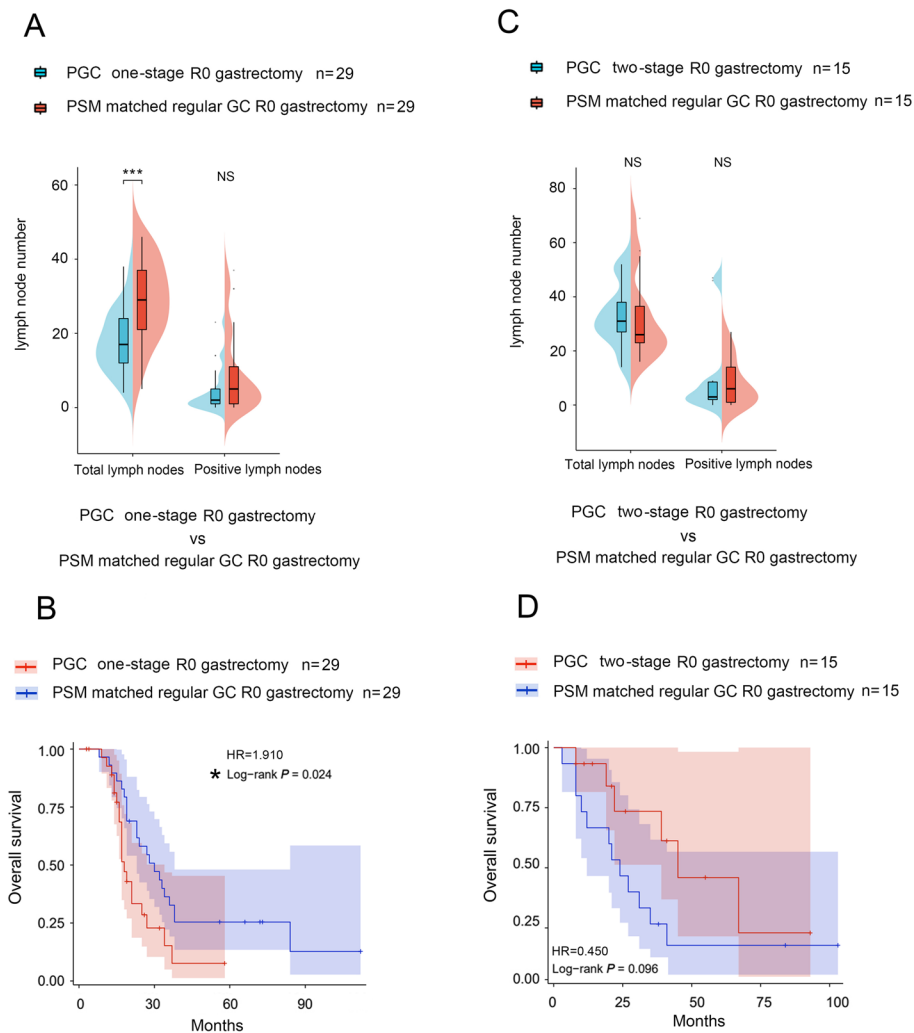 A
PGC one-stage R0 gastrectomy n=29
PSM matched regular GC R0 gastrectomy n=29
***
NS
60
40
20
0
lymph node number
Total lymph nodes
Positive lymph nodes
PGC one-stage R0 gastrectomy
vs
PSM matched regular GC R0 gastrectomy
C
PGC two-stage R0 gastrectomy n=15
PSM matched regular GC R0 gastrectomy n=15
NS
NS
80
60
40
20
0
lymph node number
Total lymph nodes
Positive lymph nodes
PGC two-stage R0 gastrectomy
vs
PSM matched regular GC R0 gastrectomy
B
PGC one-stage R0 gastrectomy n=29
PSM matched regular GC R0 gastrectomy n=29
HR=1.910
* Log-rank P = 0.024
1.00
0.75
0.50
0.25
0.00
Overall survival
0 30 60 90
Months
D
PGC two-stage R0 gastrectomy n=15
PSM matched regular GC R0 gastrectomy n=15
1.00
0.75
0.50
0.25
0.00
Overall survival
HR=0.450
Log-rank P = 0.096
0 25 50 75 100
Months